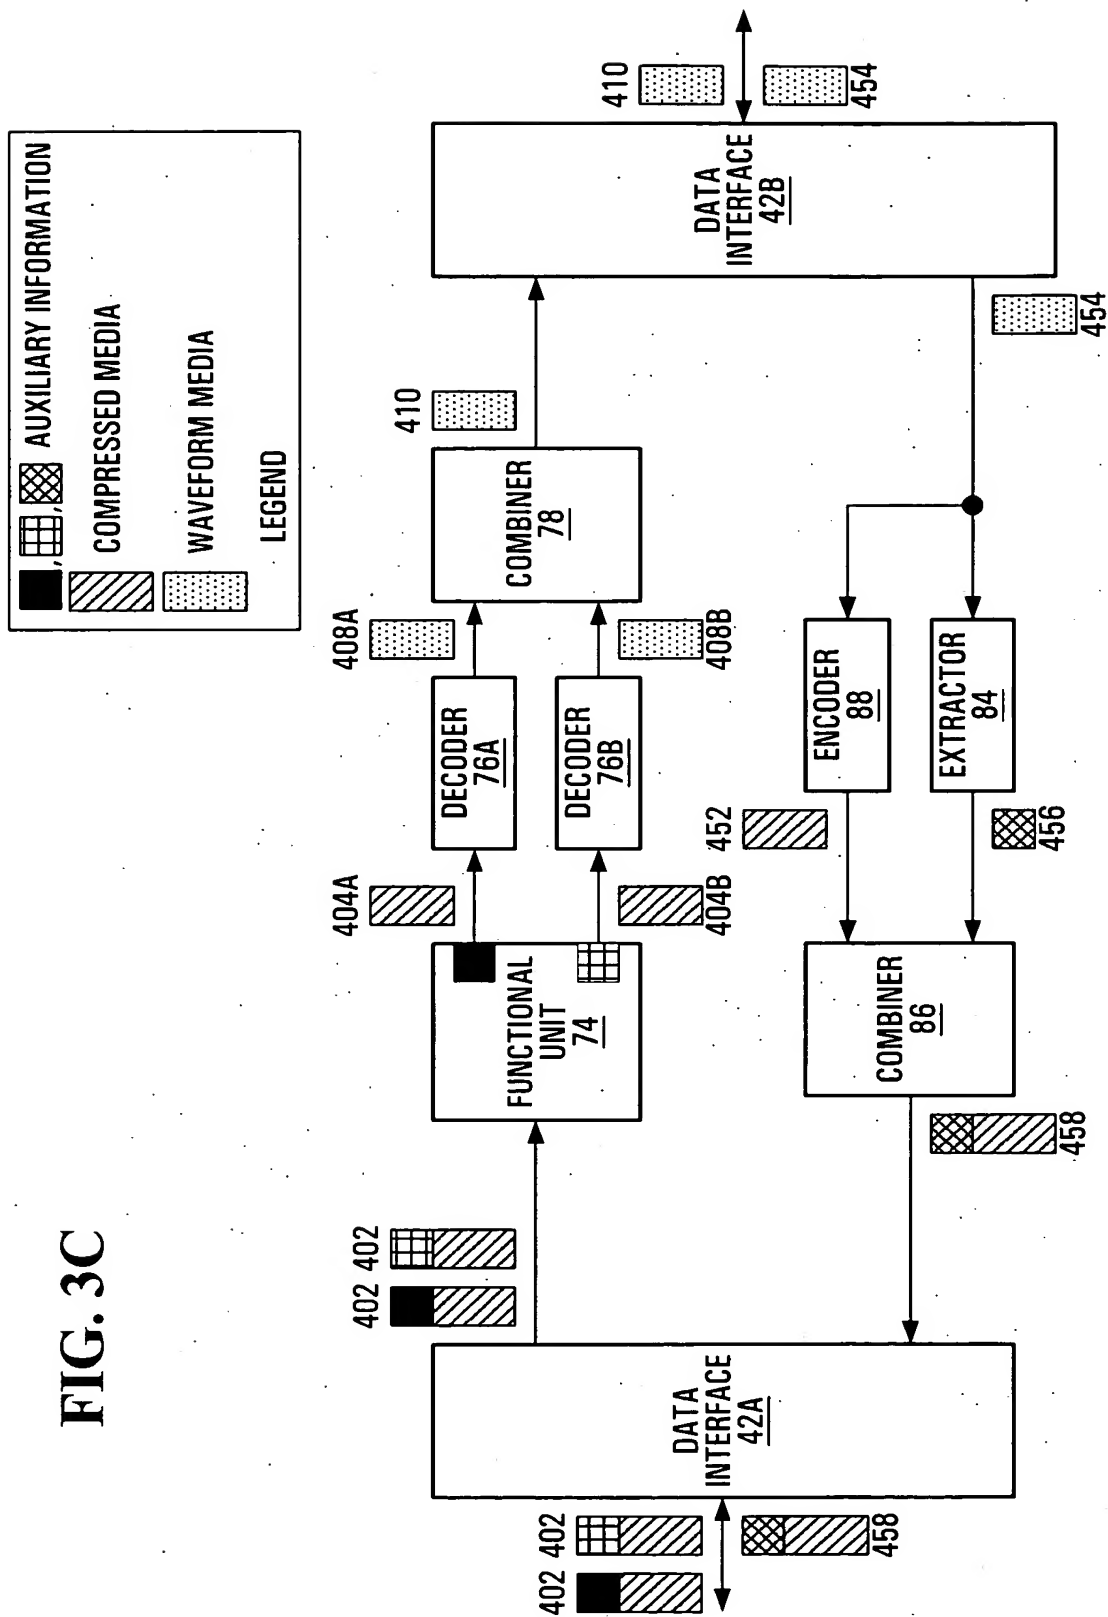 FIG. 3C
AUXILIARY INFORMATION
COMPRESSED MEDIA
WAVEFORM MEDIA
LEGEND
402
402
458
DATA
INTERFACE
42A
402
402
FUNCTIONAL
UNIT
74
404A
404B
DECODER
76A
DECODER
76B
408A
408B
COMBINER
78
410
DATA
INTERFACE
42B
410
454
454
ENCODER
88
EXTRACTOR
84
452
456
COMBINER
86
458